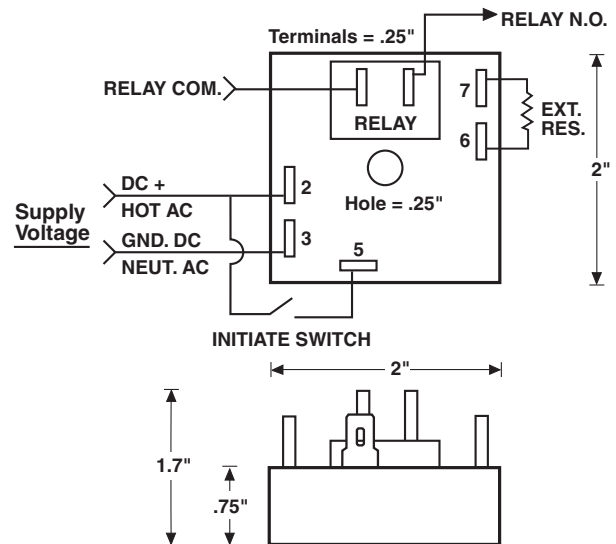 Terminals = .25"
RELAY N.O.
RELAY COM.
RELAY
7
6
EXT.
RES.
2"
Hole = .25"
2
3
5
DC +
HOT AC
Supply
Voltage
GND. DC
NEUT. AC
INITIATE SWITCH
2"
1.7"
.75"